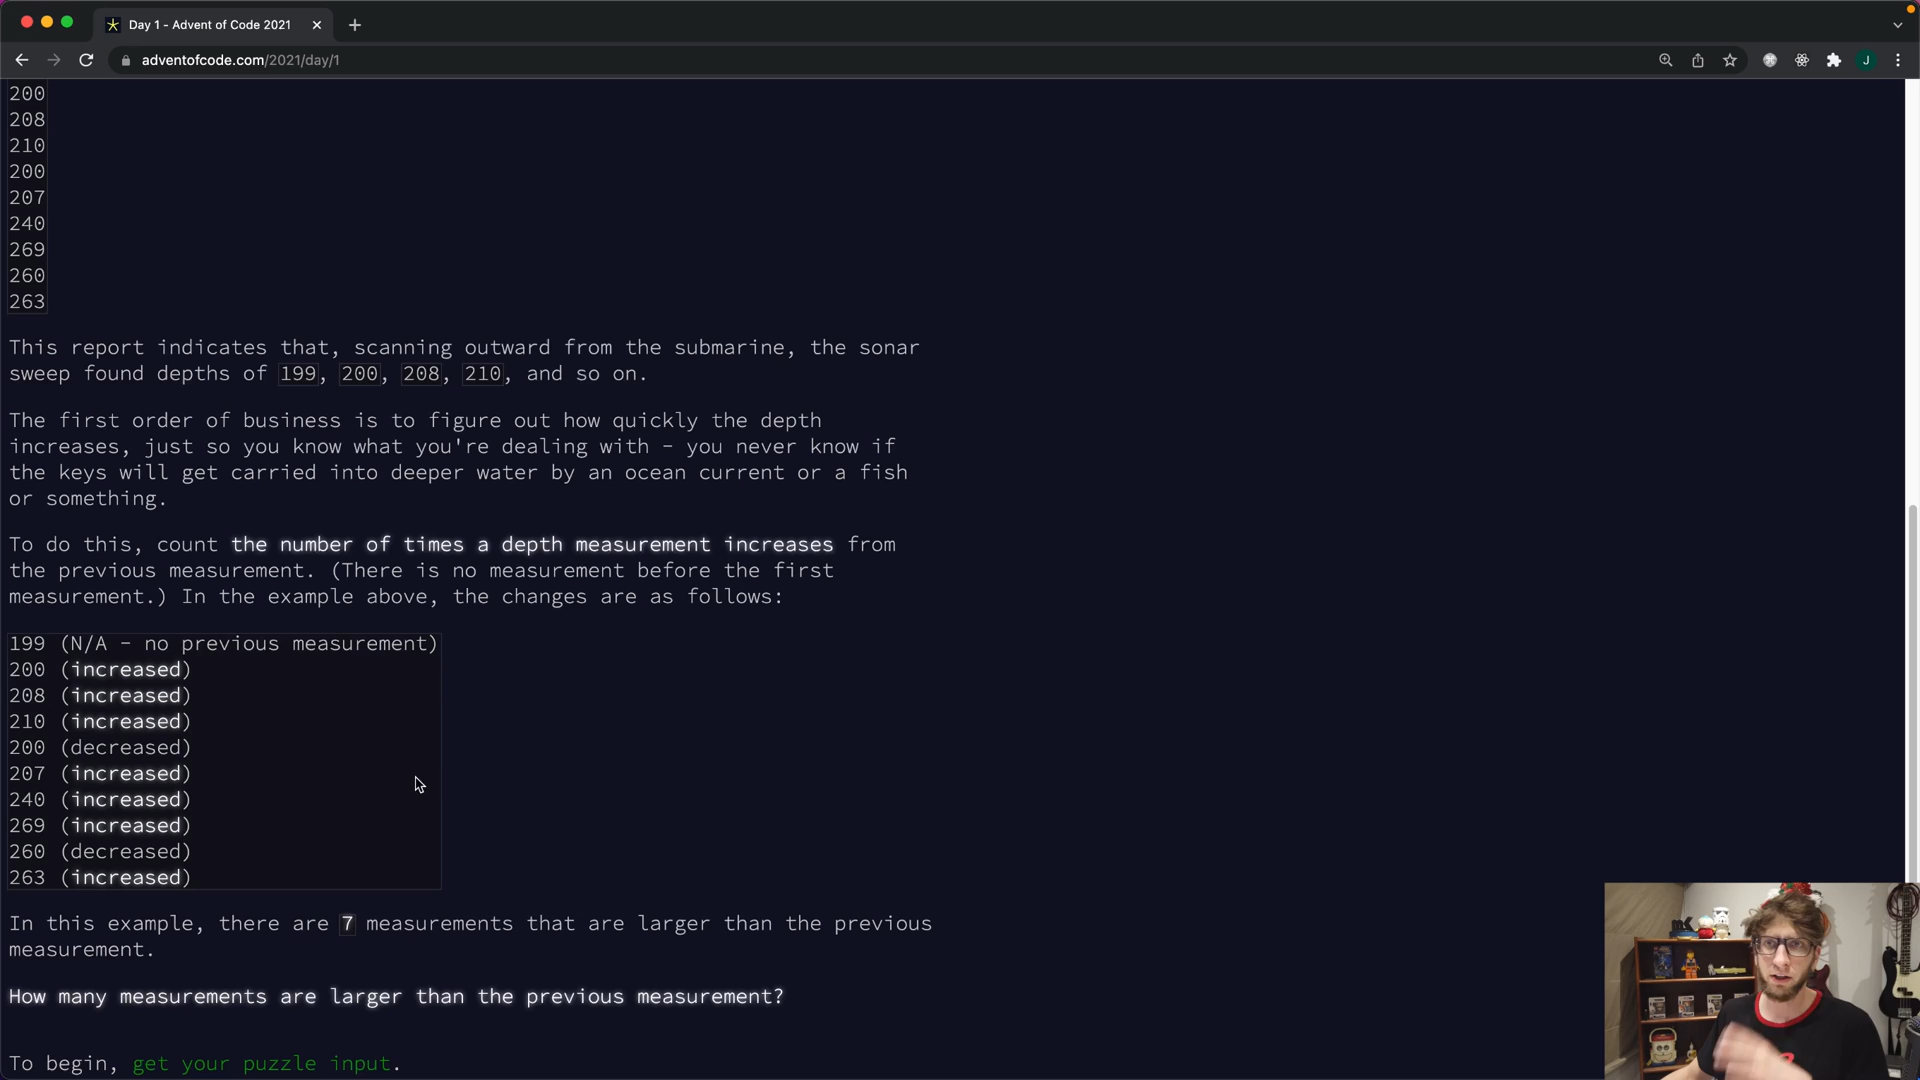 Day 1 - Advent of Code 2021
adventofcode.com/2021/day/1
J
200
208
210
200
207
240
269
260
263
This report indicates that, scanning outward from the submarine, the sonar
sweep found depths of 199, 200, 208, 210, and so on.
The first order of business is to figure out how quickly the depth
increases, just so you know what you're dealing with - you never know if
the keys will get carried into deeper water by an ocean current or a fish
or something.
To do this, count the number of times a depth measurement increases from
the previous measurement. (There is no measurement before the first
measurement.) In the example above, the changes are as follows:
199 (N/A - no previous measurement)
200 (increased)
208 (increased)
210 (increased)
200 (decreased)
207 (increased)
240 (increased)
269 (increased)
260 (decreased)
263 (increased)
In this example, there are 7 measurements that are larger than the previous
measurement.
How many measurements are larger than the previous measurement?
To begin, get your puzzle input.